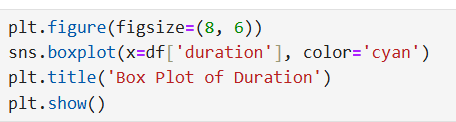 plt.figure(figsize=(8, 6))
sns.boxplot(x=df['duration'], color='cyan')
plt.title('Box Plot of Duration')
plt.show()